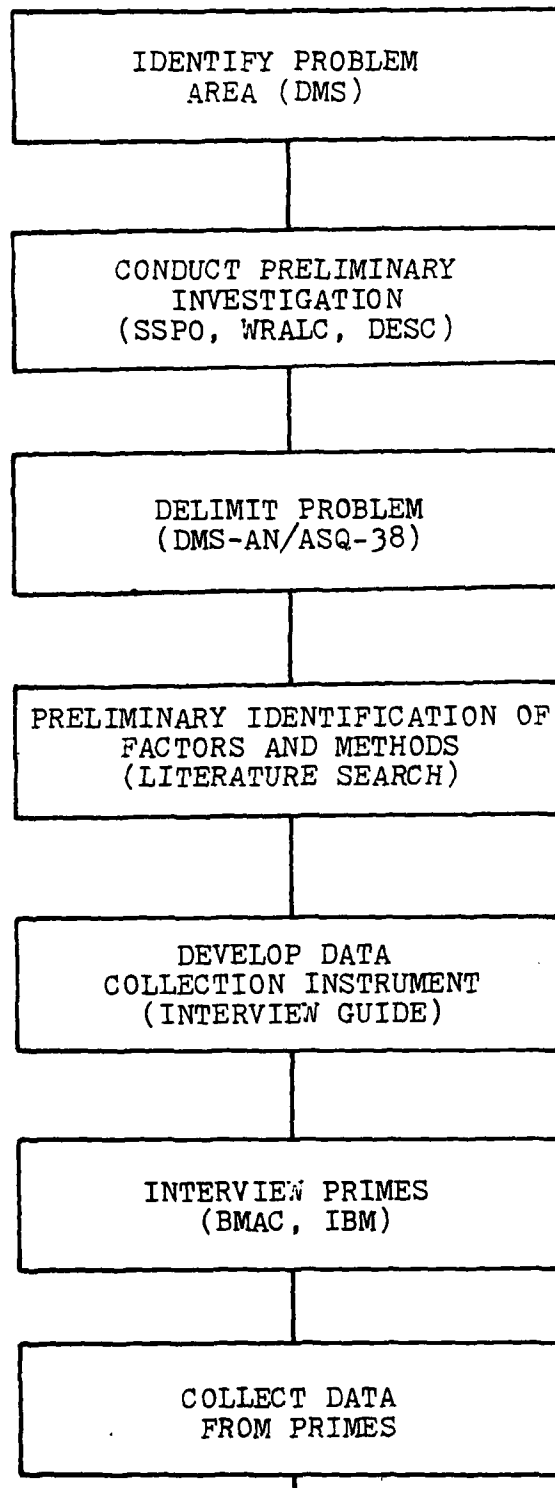 IDENTIFY PROBLEM
AREA (DMS)
CONDUCT PRELIMINARY
INVESTIGATION
(SSPO, WRALC, DESC)
DELIMIT PROBLEM
(DMS-AN/ASQ-38)
PRELIMINARY IDENTIFICATION OF
FACTORS AND METHODS
(LITERATURE SEARCH)
DEVELOP DATA
COLLECTION INSTRUMENT
(INTERVIEW GUIDE)
INTERVIEW PRIMES
(BMAC, IBM)
COLLECT DATA
FROM PRIMES